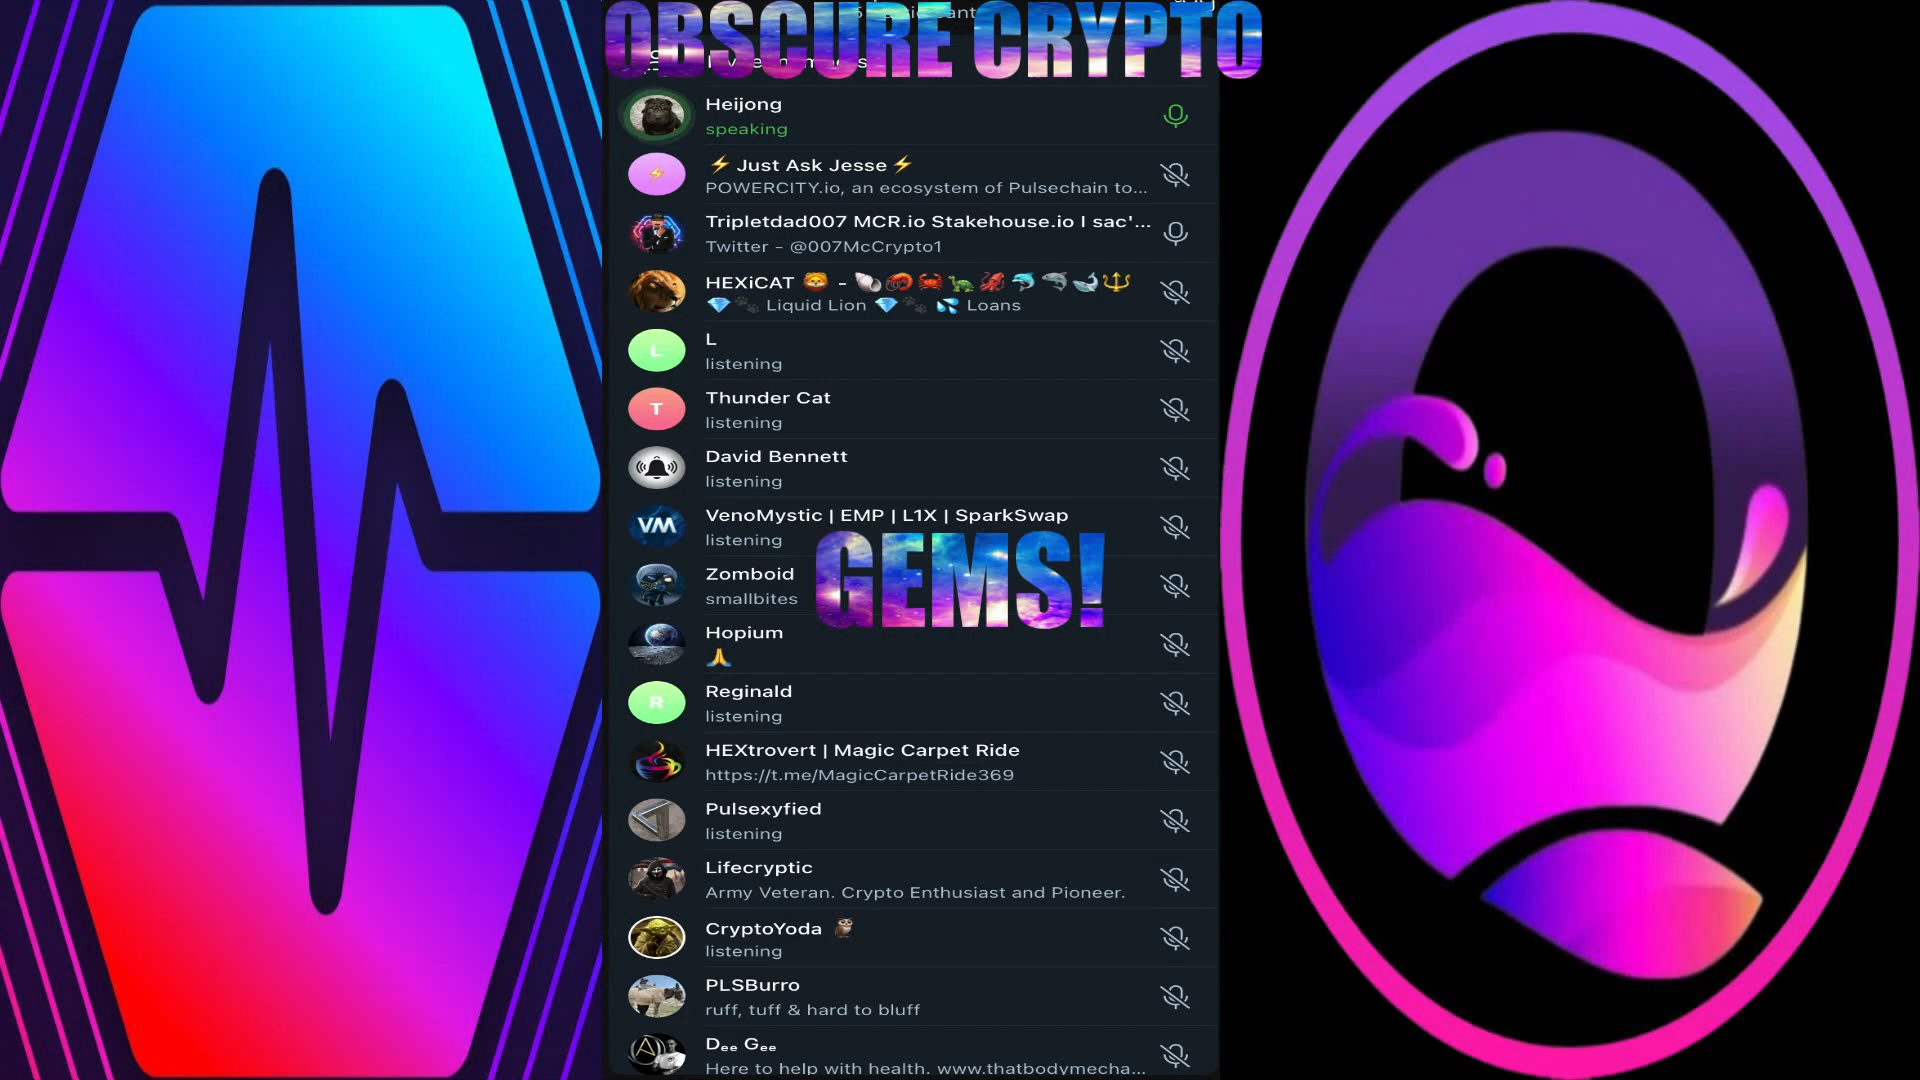 OBSCURE CRYPTO
Heijong
speaking
⚡ Just Ask Jesse ⚡
POWERCITY.io, an ecosystem of Pulsechain to...
Tripletdad007 MCR.io Stakehouse.io I sac'...
Twitter - @007McCrypto1
HEXiCAT 🦁 - 🐚🦐🦀🐢🦑🐬🦈🐋🔱
💎🐾 Liquid Lion 💎🐾 💦 Loans
L
L
listening
T
Thunder Cat
listening
David Bennett
listening
VM
VenoMystic | EMP | L1X | SparkSwap
listening
GEMS!
Zomboid
smallbites
Hopium
🙏
R
Reginald
listening
HEXtrovert | Magic Carpet Ride
https://t.me/MagicCarpetRide369
Pulsexyfied
listening
Lifecryptic
Army Veteran. Crypto Enthusiast and Pioneer.
CryptoYoda 🦉
listening
PLSBurro
ruff, tuff & hard to bluff
Dₑₑ Gₑₑ
Here to help with health. www.thatbodymecha...